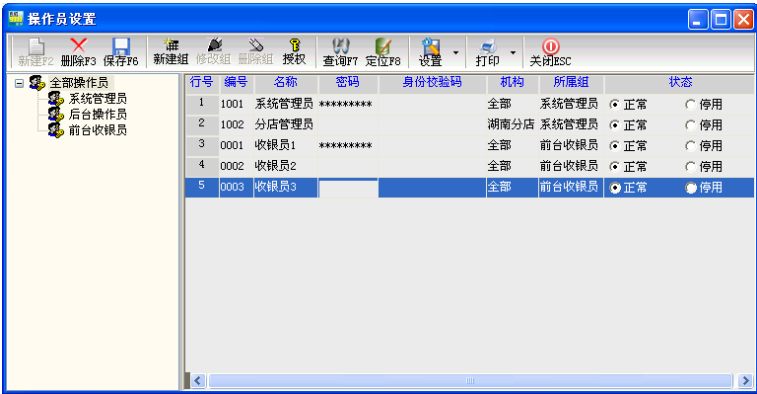 操作员设置
新建F2 删除F3 保存F6 新建组 修改组 删除组 授权 查询F7 定位F8 设置 打印 关闭ESC
全部操作员
系统管理员
后台操作员
前台收银员
行号 编号 名称 密码 身份校验码 机构 所属组 状态
1 1001 系统管理员 ********* 全部 系统管理员 正常 停用
2 1002 分店管理员 湖南分店 系统管理员 正常 停用
3 0001 收银员1 ********* 全部 前台收银员 正常 停用
4 0002 收银员2 全部 前台收银员 正常 停用
5 0003 收银员3 全部 前台收银员 正常 停用